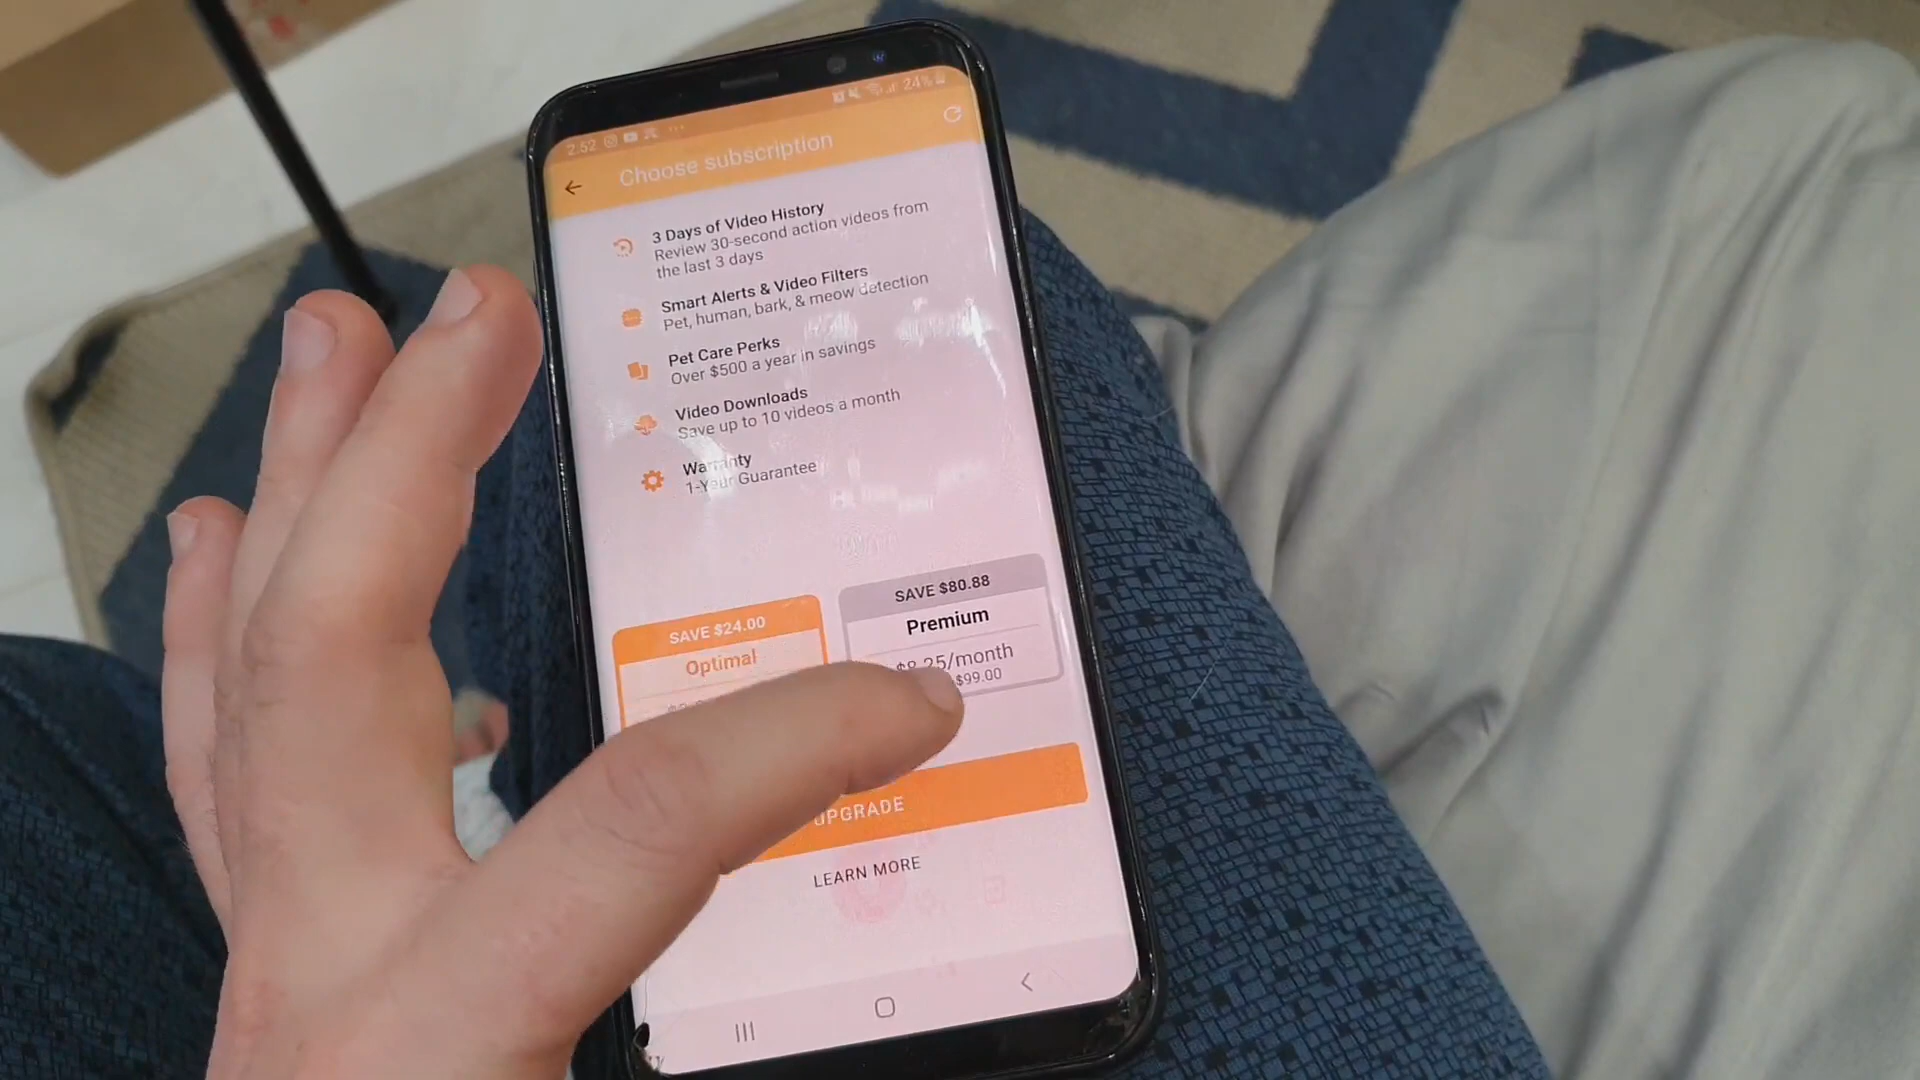 2:52
24%
Choose subscription
3 Days of Video History
Review 30-second action videos from
the last 3 days
Smart Alerts & Video Filters
Pet, human, bark, & meow detection
Pet Care Perks
Over $500 a year in savings
Video Downloads
Save up to 10 videos a month
Warranty
1-Year Guarantee
SAVE $24.00
Optimal
SAVE $80.88
Premium
$8.25/month
$99.00
UPGRADE
LEARN MORE